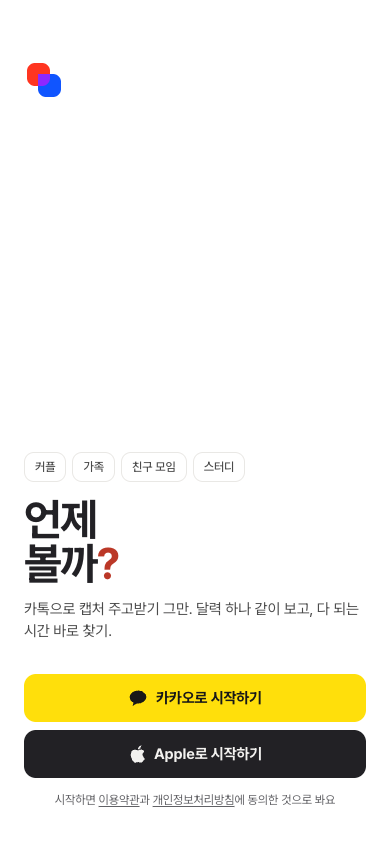 커플 가족 친구 모임 스터디
언제
볼까?
카톡으로 캡처 주고받기 그만. 달력 하나 같이 보고, 다 되는
시간 바로 찾기.
카카오로 시작하기
Apple로 시작하기
시작하면 이용약관과 개인정보처리방침에 동의한 것으로 봐요